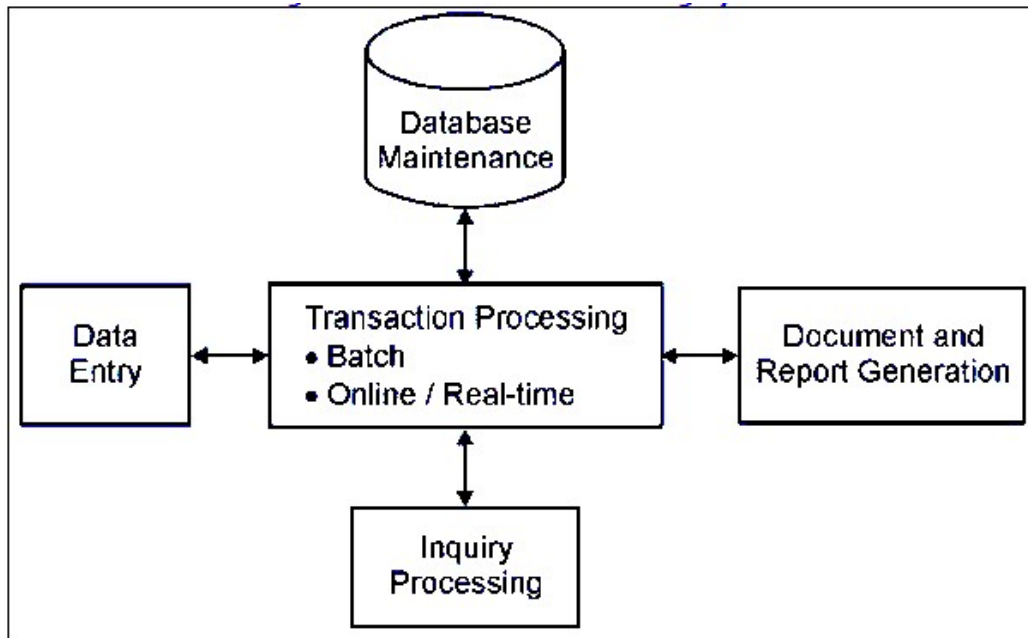 Database
Maintenance
Data
Entry
Transaction Processing
• Batch
• Online / Real-time
Document and
Report Generation
Inquiry
Processing